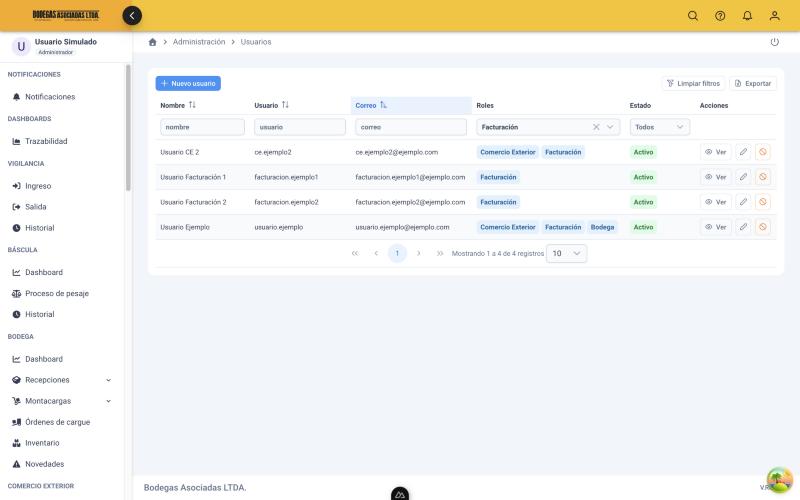 BODEGAS ASOCIADAS LTDA.
U
Usuario Simulado
Administrador
NOTIFICACIONES
Notificaciones
DASHBOARDS
Trazabilidad
VIGILANCIA
Ingreso
Salida
Historial
BÁSCULA
Dashboard
Proceso de pesaje
Historial
BODEGA
Dashboard
Recepciones
Montacargas
Órdenes de cargue
Inventario
Novedades
COMERCIO EXTERIOR
Administración Usuarios
Nuevo usuario Limpiar filtros Exportar
Nombre Usuario Correo Roles Estado Acciones
nombre usuario correo Facturación Todos
Usuario CE 2 ce.ejemplo2 ce.ejemplo2@ejemplo.com Comercio Exterior Facturación Activo Ver
Usuario Facturación 1 facturacion.ejemplo1 facturacion.ejemplo1@ejemplo.com Facturación Activo Ver
Usuario Facturación 2 facturacion.ejemplo2 facturacion.ejemplo2@ejemplo.com Facturación Activo Ver
Usuario Ejemplo usuario.ejemplo usuario.ejemplo@ejemplo.com Comercio Exterior Facturación Bodega Activo Ver
1 Mostrando 1 a 4 de 4 registros 10
Bodegas Asociadas LTDA.